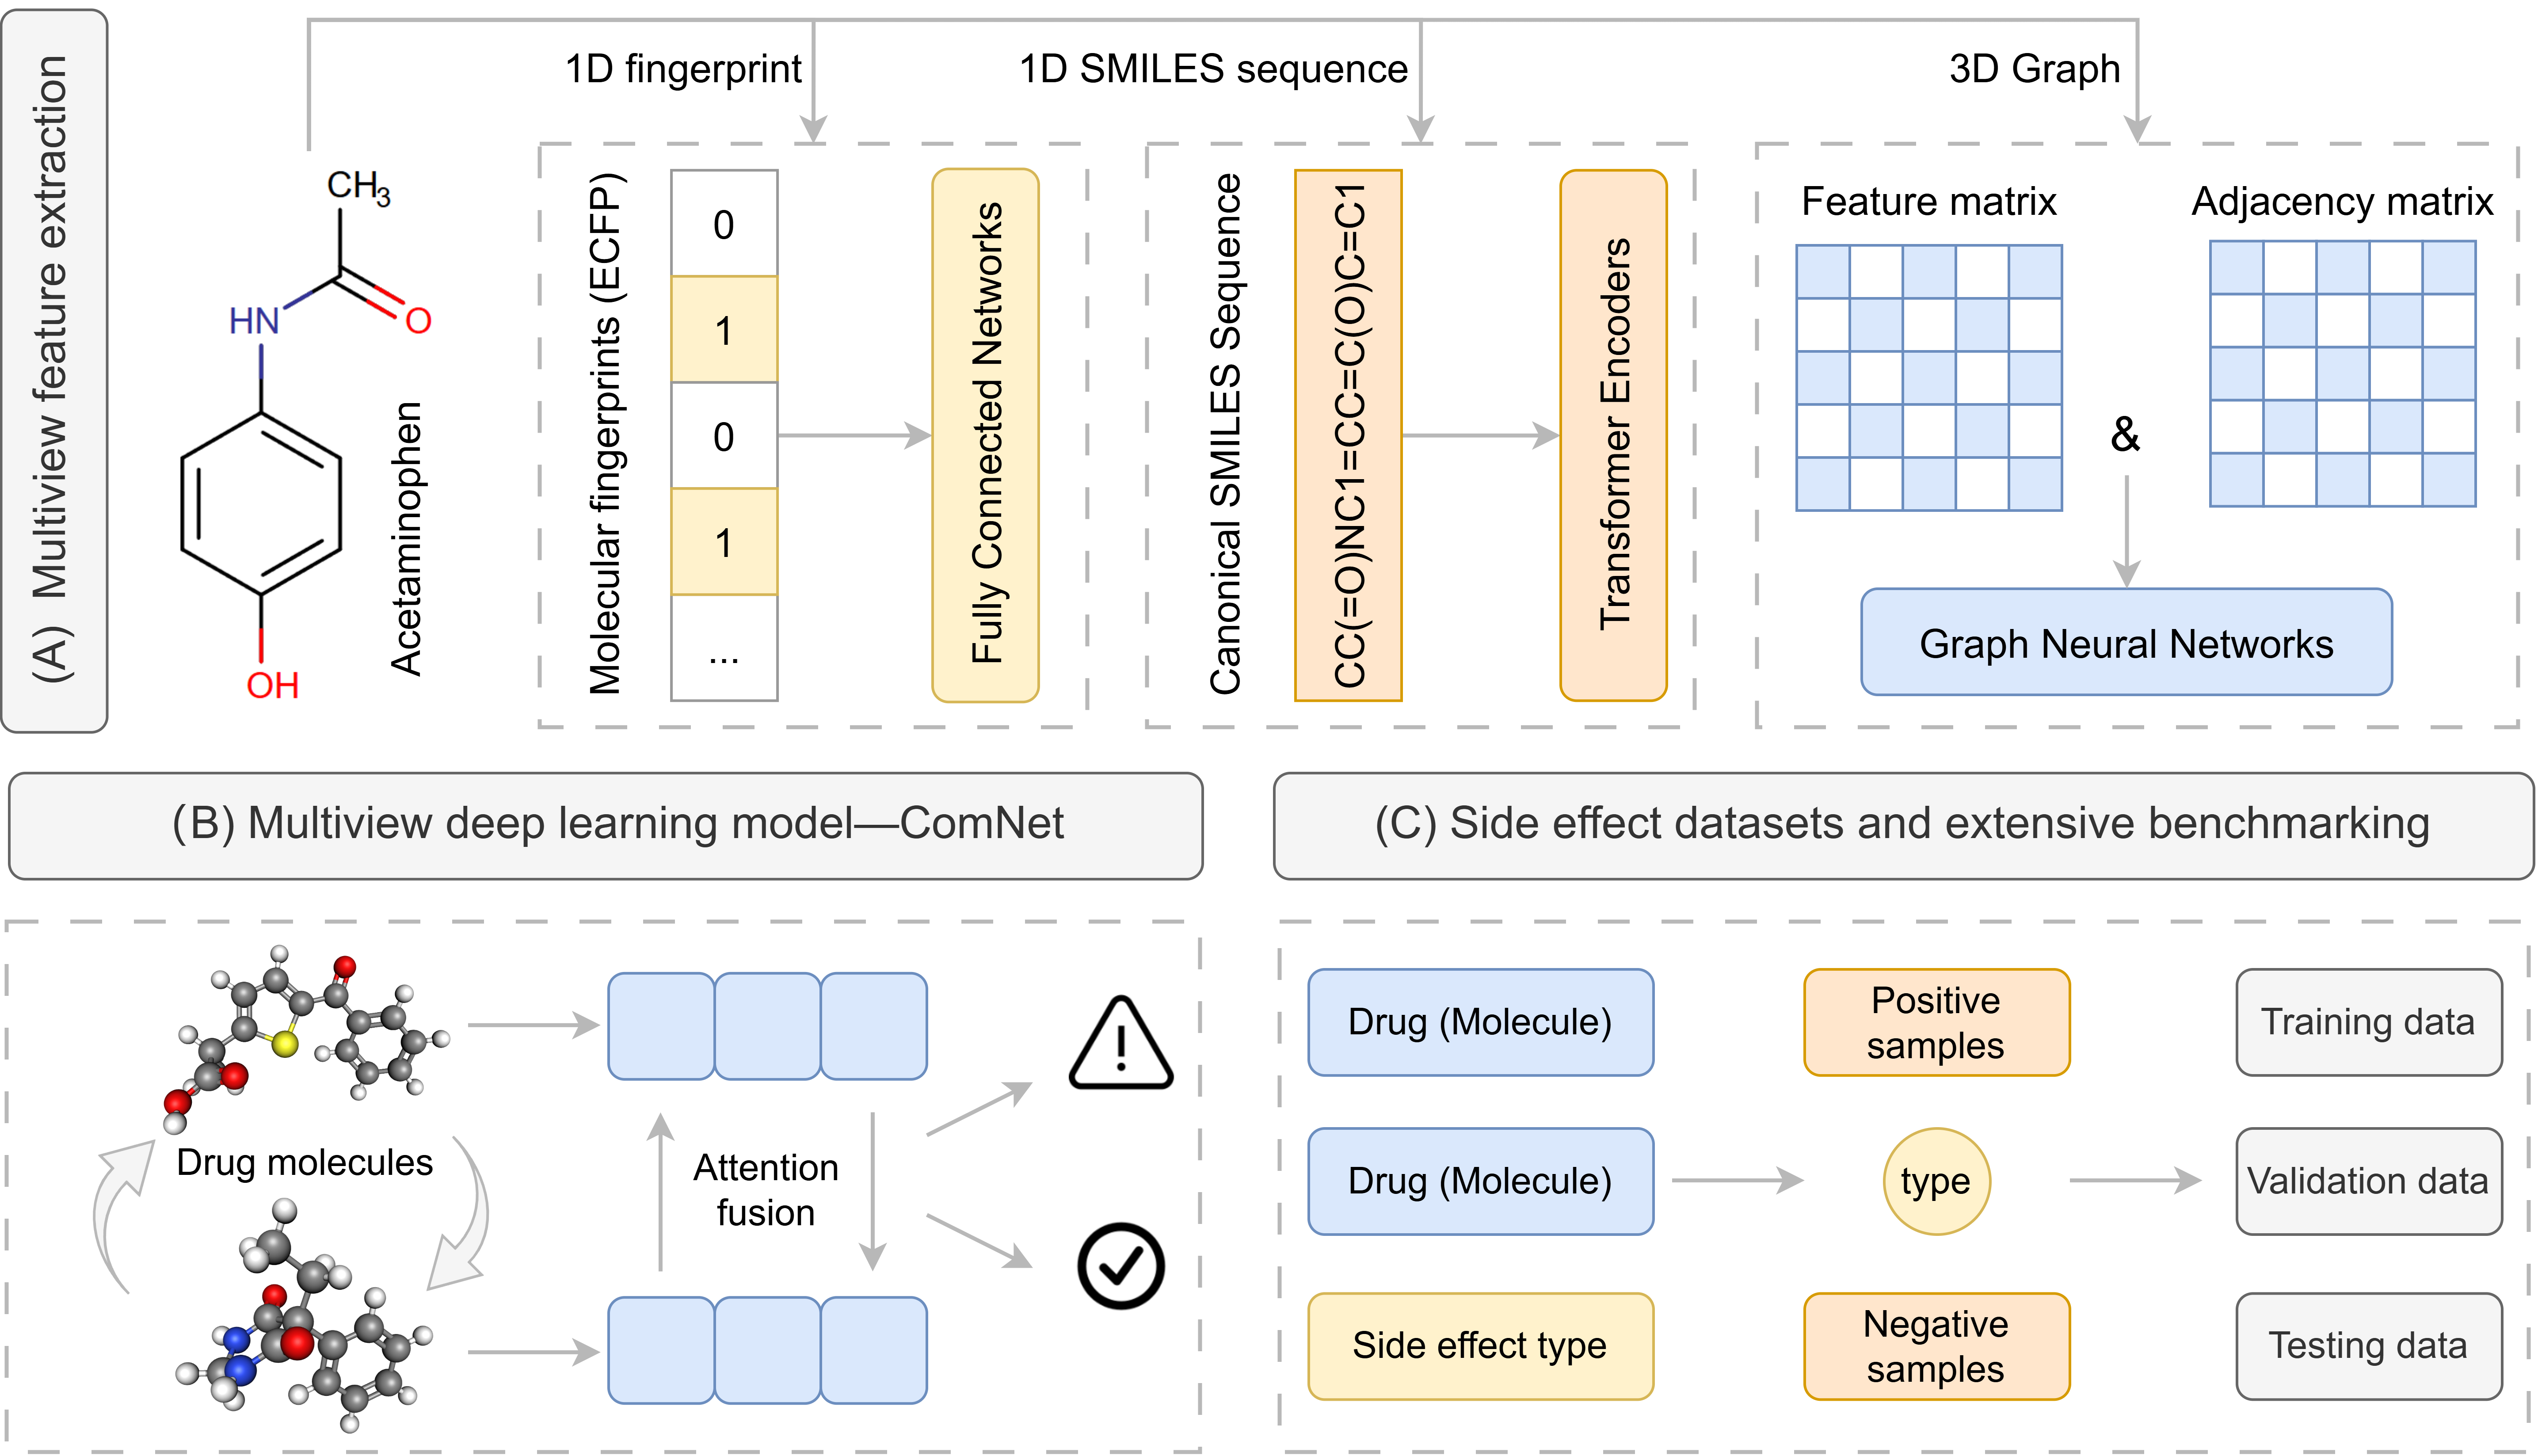 (A) Multiview feature extraction
1D fingerprint
1D SMILES sequence
3D Graph
CH3
HN
O
OH
Acetaminophen
Molecular fingerprints (ECFP)
0
1
0
1
...
Fully Connected Networks
Canonical SMILES Sequence
CC(=O)NC1=CC=C(O)C=C1
Transformer Encoders
Feature matrix
Adjacency matrix
&
Graph Neural Networks
(B) Multiview deep learning model—ComNet
Drug molecules
Attention
fusion
(C) Side effect datasets and extensive benchmarking
Drug (Molecule)
Positive
samples
Training data
Drug (Molecule)
type
Validation data
Side effect type
Negative
samples
Testing data